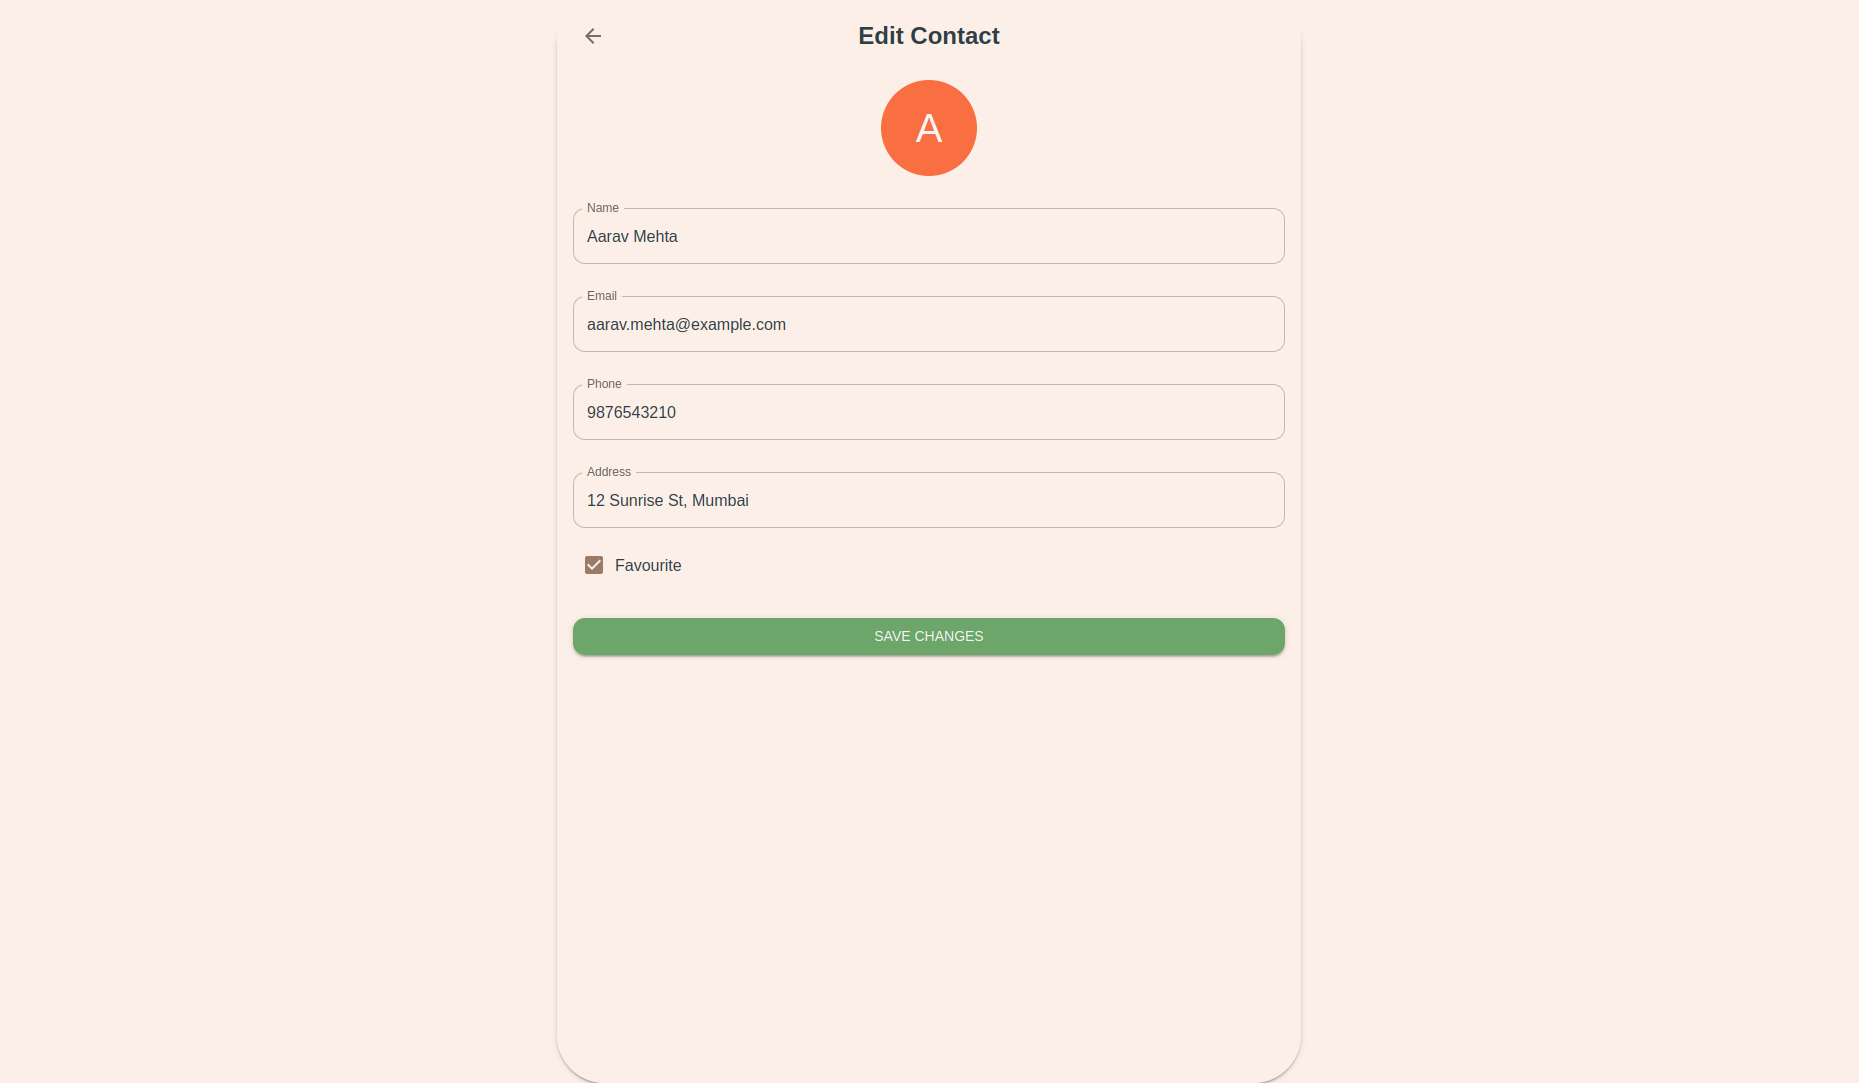 Edit Contact
A
Name
Aarav Mehta
Email
aarav.mehta@example.com
Phone
9876543210
Address
12 Sunrise St, Mumbai
Favourite
SAVE CHANGES